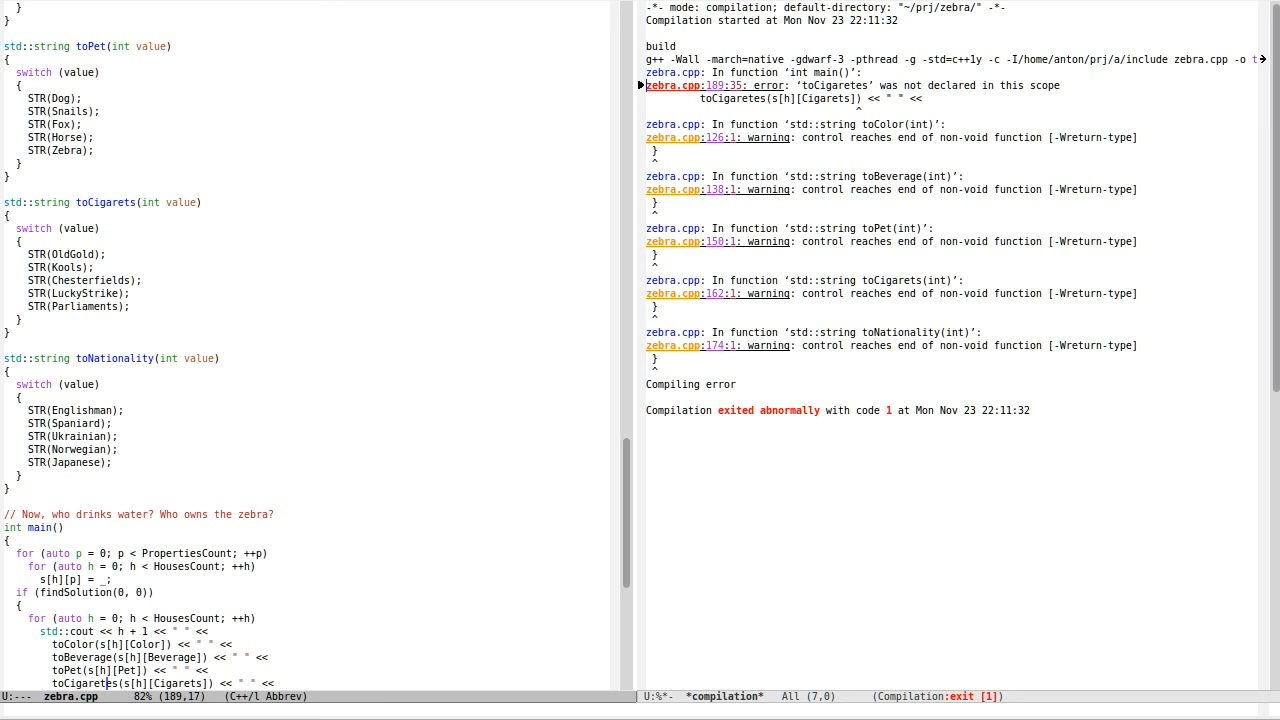 }
}

std::string toPet(int value)
{
  switch (value)
  {
    STR(Dog);
    STR(Snails);
    STR(Fox);
    STR(Horse);
    STR(Zebra);
  }
}

std::string toCigarets(int value)
{
  switch (value)
  {
    STR(OldGold);
    STR(Kools);
    STR(Chesterfields);
    STR(LuckyStrike);
    STR(Parliaments);
  }
}

std::string toNationality(int value)
{
  switch (value)
  {
    STR(Englishman);
    STR(Spaniard);
    STR(Ukrainian);
    STR(Norwegian);
    STR(Japanese);
  }
}

// Now, who drinks water? Who owns the zebra?
int main()
{
  for (auto p = 0; p < PropertiesCount; ++p)
    for (auto h = 0; h < HousesCount; ++h)
      s[h][p] = _;
  if (findSolution(0, 0))
  {
    for (auto h = 0; h < HousesCount; ++h)
      std::cout << h + 1 << " " <<
        toColor(s[h][Color]) << " " <<
        toBeverage(s[h][Beverage]) << " " <<
        toPet(s[h][Pet]) << " " <<
        toCigaretes(s[h][Cigarets]) << " " <<
U:---  zebra.cpp      82% (189,17)   (C++/l Abbrev)
-*- mode: compilation; default-directory: "~/prj/zebra/" -*-
Compilation started at Mon Nov 23 22:11:32

build
g++ -Wall -march=native -gdwarf-3 -pthread -g -std=c++1y -c -I/home/anton/prj/a/include zebra.cpp -o t
zebra.cpp: In function ‘int main()’:
zebra.cpp:189:35: error: ‘toCigaretes’ was not declared in this scope
         toCigaretes(s[h][Cigarets]) << " " <<
                                   ^
zebra.cpp: In function ‘std::string toColor(int)’:
zebra.cpp:126:1: warning: control reaches end of non-void function [-Wreturn-type]
 }
 ^
zebra.cpp: In function ‘std::string toBeverage(int)’:
zebra.cpp:138:1: warning: control reaches end of non-void function [-Wreturn-type]
 }
 ^
zebra.cpp: In function ‘std::string toPet(int)’:
zebra.cpp:150:1: warning: control reaches end of non-void function [-Wreturn-type]
 }
 ^
zebra.cpp: In function ‘std::string toCigarets(int)’:
zebra.cpp:162:1: warning: control reaches end of non-void function [-Wreturn-type]
 }
 ^
zebra.cpp: In function ‘std::string toNationality(int)’:
zebra.cpp:174:1: warning: control reaches end of non-void function [-Wreturn-type]
 }
 ^
Compiling error

Compilation exited abnormally with code 1 at Mon Nov 23 22:11:32
U:%*-  *compilation*   All (7,0)      (Compilation:exit [1])